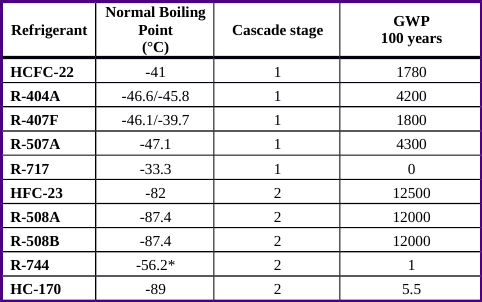 Refrigerant Normal Boiling Point (°C) Cascade stage GWP 100 years
HCFC-22 -41 1 1780
R-404A -46.6/-45.8 1 4200
R-407F -46.1/-39.7 1 1800
R-507A -47.1 1 4300
R-717 -33.3 1 0
HFC-23 -82 2 12500
R-508A -87.4 2 12000
R-508B -87.4 2 12000
R-744 -56.2* 2 1
HC-170 -89 2 5.5